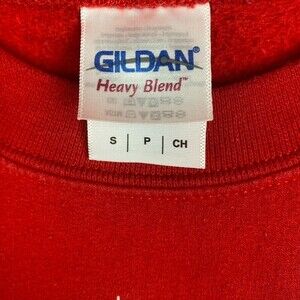 GILDAN®
Heavy Blend™
S | P | CH